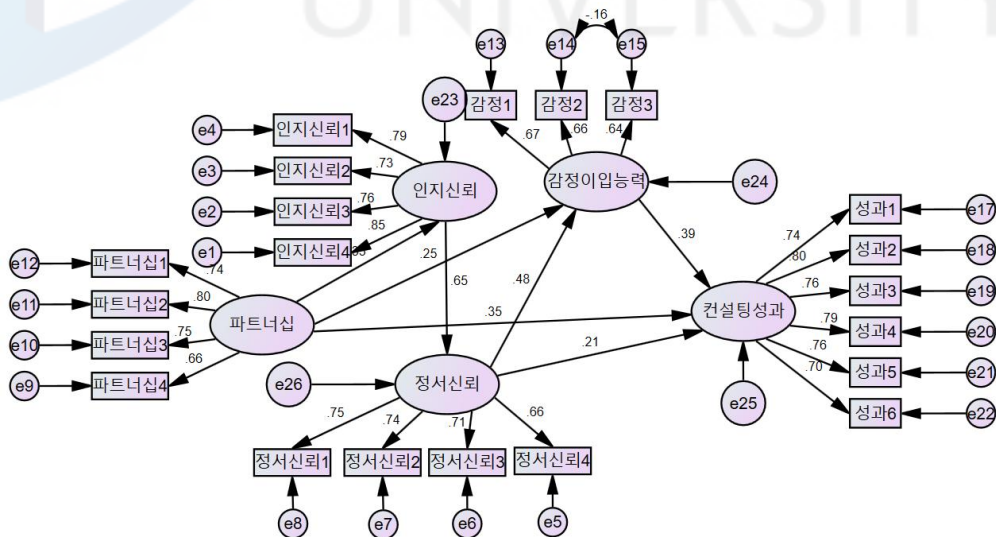 UNIVERSITY
-.16
e13
e14
e15
e23
감정1
감정2
감정3
e4
인지신뢰1
.79
.67
.66
.64
e3
인지신뢰2
.73
인지신뢰
감정이입능력
e24
e2
인지신뢰3
.76
성과1
e17
e1
인지신뢰4
.85
.25
.39
.74
성과2
e18
e12
파트너십1
.74
.65
.48
.80
성과3
e19
.76
e11
파트너십2
.80
파트너십
.35
컨설팅성과
.79
성과4
e20
e10
파트너십3
.75
.21
.76
성과5
e21
e9
파트너십4
.66
e26
정서신뢰
e25
.70
성과6
e22
.75
.74
.71
.66
정서신뢰1
정서신뢰2
정서신뢰3
정서신뢰4
e8
e7
e6
e5